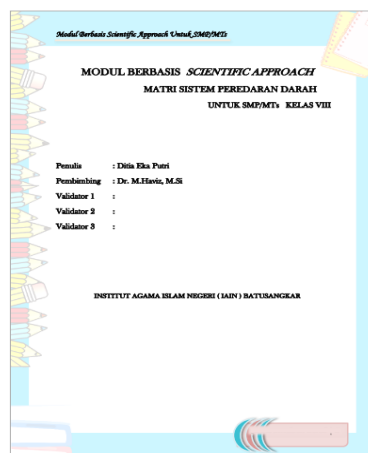 Modul Berbasis Scientific Approach Untuk SMP/MTs
MODUL BERBASIS SCIENTIFIC APPROACH
MATRI SISTEM PEREDARAN DARAH
UNTUK SMP/MTs KELAS VIII
Penulis : Ditia Eka Putri
Pembienbing : Dr. M.Haviz, M.Si
Validator 1 :
Validator 2 :
Validator 3 :
INSTITUT AGAMA ISLAM NEGERI ( IAIN ) BATUSANGKAR